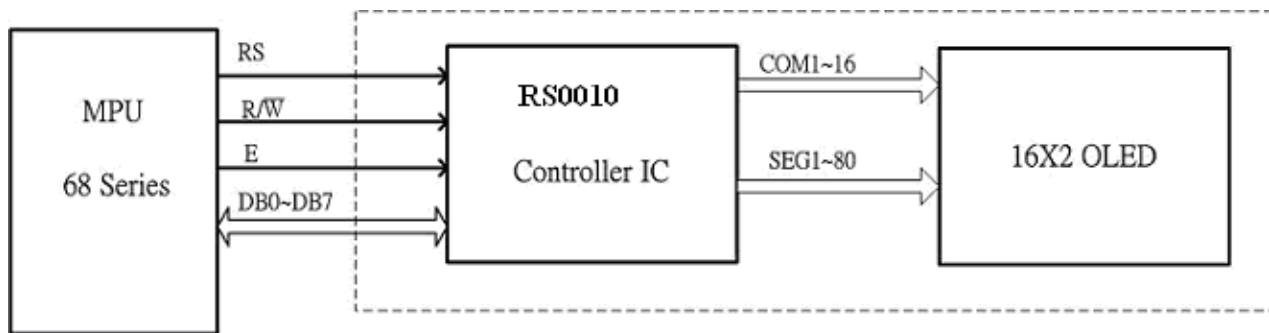 MPU
68 Series
RS
R/W̅
E
DB0~DB7
RS0010
Controller IC
COM1~16
SEG1~80
16X2 OLED